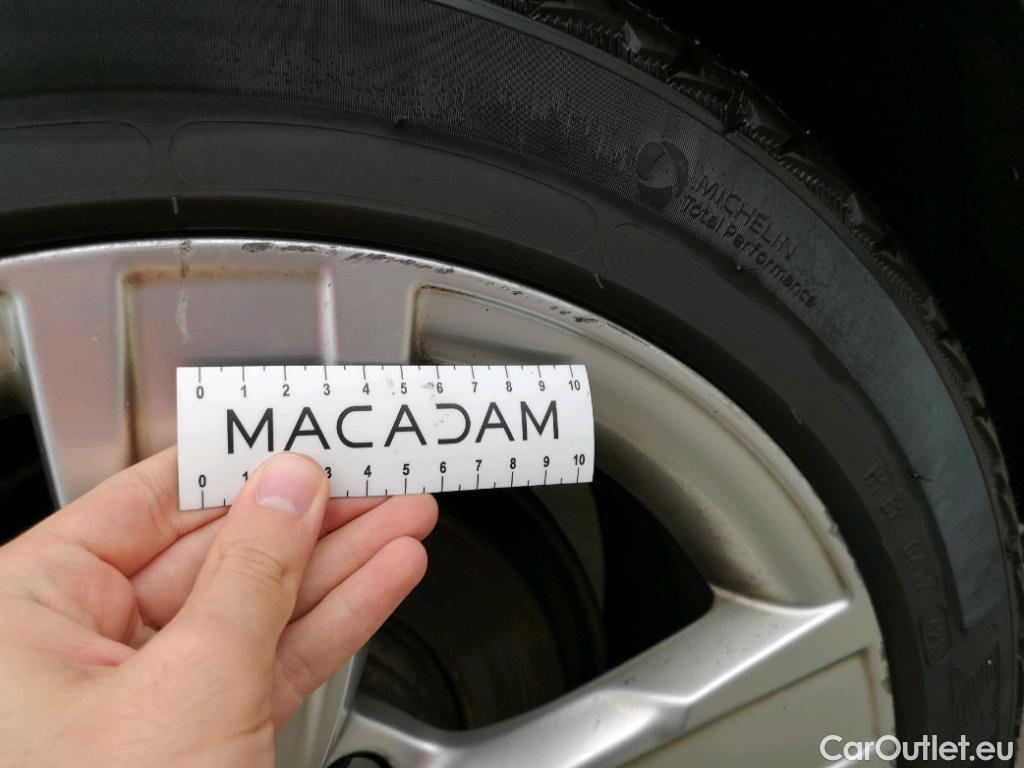 MICHELIN
Total Performance
0 1 2 3 4 5 6 7 8 9 10
MACADAM
0 1 3 4 5 6 7 8 9 10
CarOutlet.eu